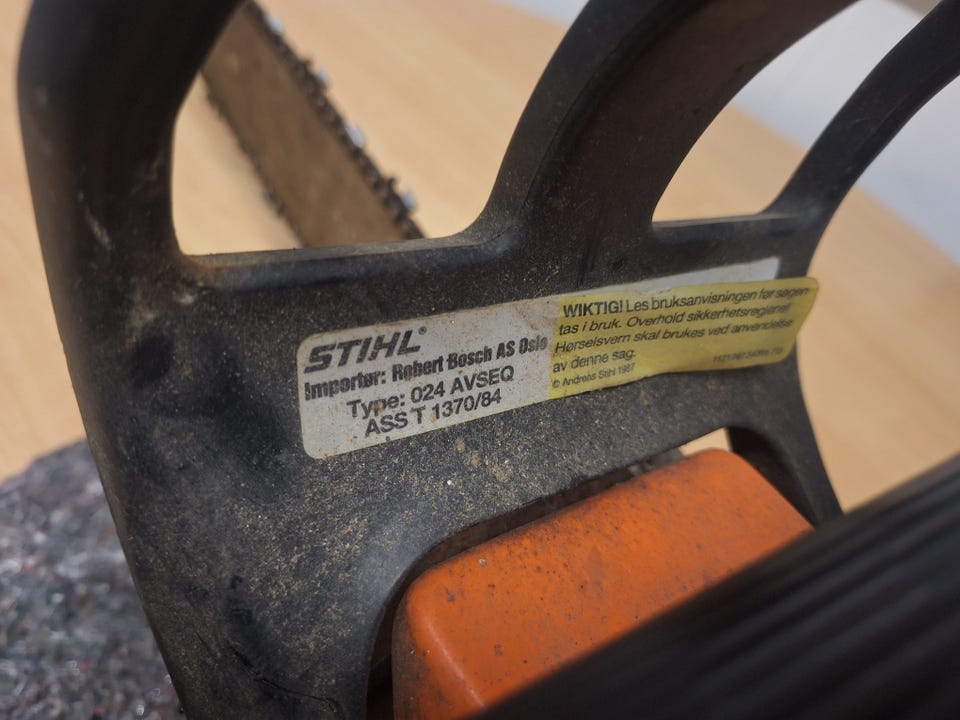 STIHL®
Importør: Robert Bosch AS Oslo
Type: 024 AVSEQ
ASS T 1370/84
WIKTIG! Les bruksanvisningen før sagen
tas i bruk. Overhold sikkerhetsreglene!
Hørselsvern skal brukes ved anvendelse
av denne sag.
© Andreas Stihl 1987